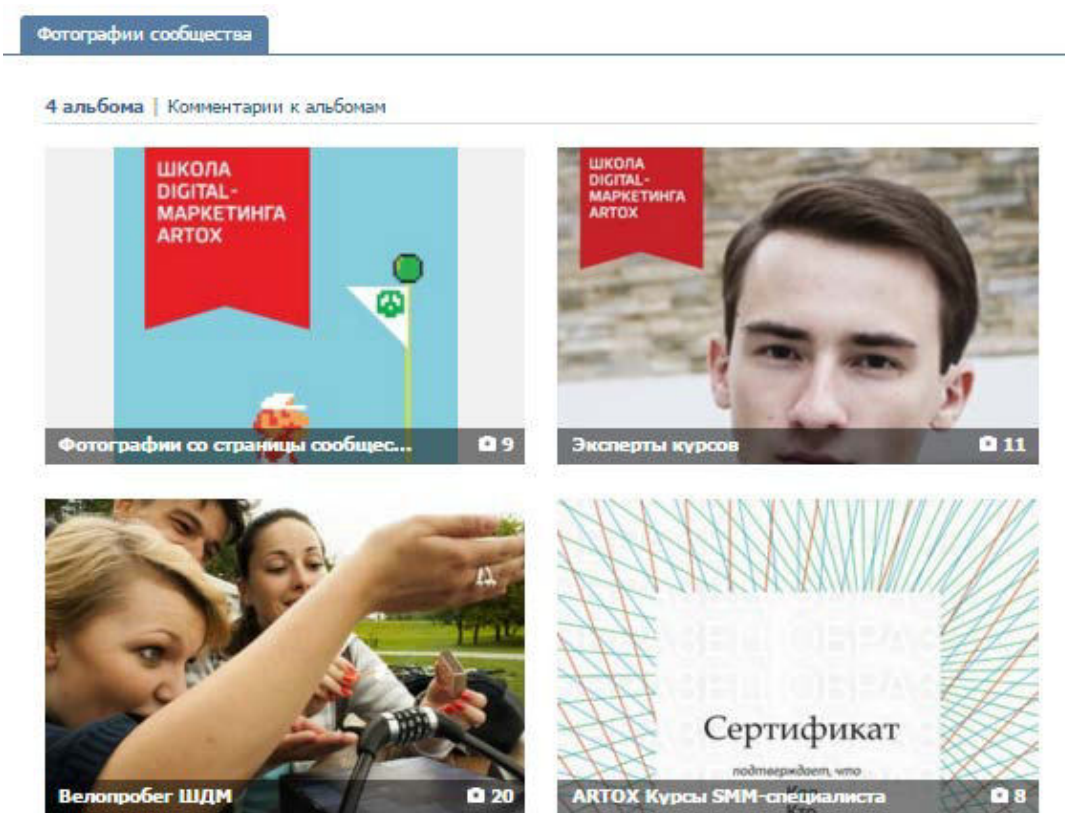 Фотографии сообщества
4 альбома | Комментарии к альбомам
ШКОЛА
DIGITAL-
МАРКЕТИНГА
ARTOX
Фотографии со страницы сообщес... 9
ШКОЛА
DIGITAL-
МАРКЕТИНГА
ARTOX
Эксперты курсов 11
Велопробег ШДМ 20
Сертификат
подтверждает, что
ARTOX Курсы SMM-специалиста 8